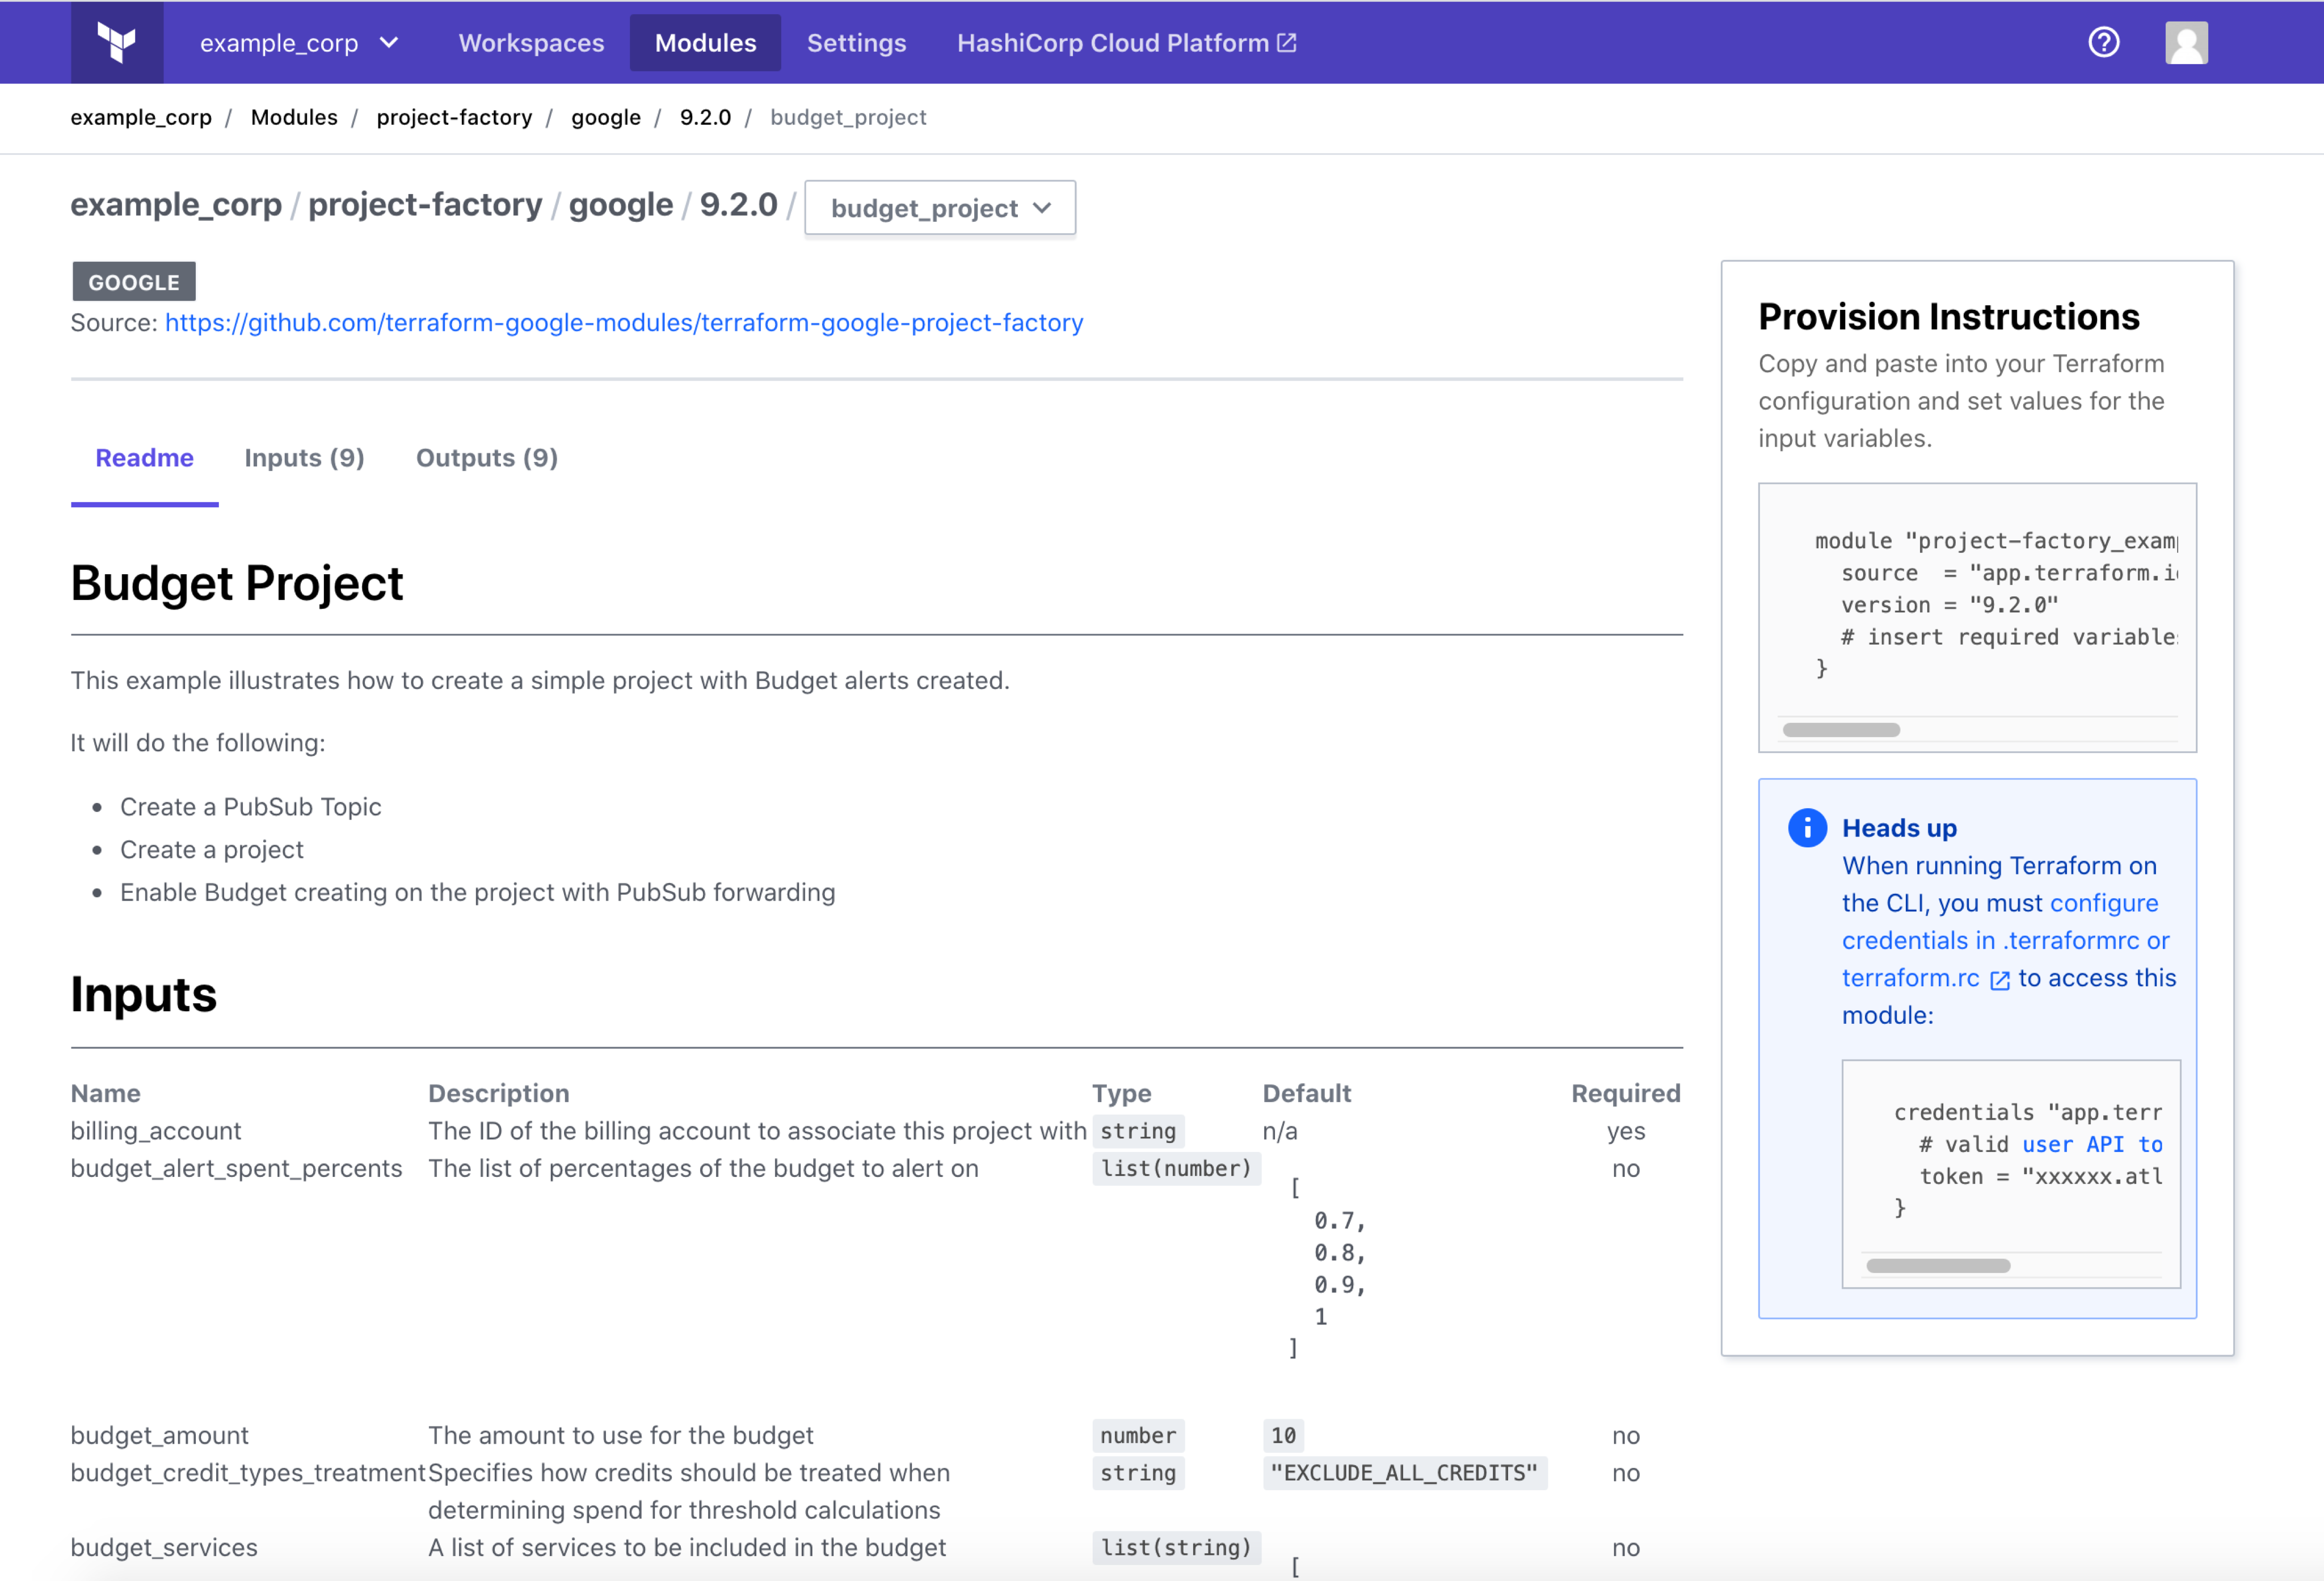 example_corp Workspaces Modules Settings HashiCorp Cloud Platform
example_corp / Modules / project-factory / google / 9.2.0 / budget_project
example_corp / project-factory / google / 9.2.0 / budget_project
GOOGLE
Source: https://github.com/terraform-google-modules/terraform-google-project-factory
Readme Inputs (9) Outputs (9)
Budget Project
This example illustrates how to create a simple project with Budget alerts created.
It will do the following:
• Create a PubSub Topic
• Create a project
• Enable Budget creating on the project with PubSub forwarding
Inputs
Name Description Type Default Required
billing_account The ID of the billing account to associate this project with string n/a yes
budget_alert_spent_percents The list of percentages of the budget to alert on list(number) no
[
0.7,
0.8,
0.9,
1
]
budget_amount The amount to use for the budget number 10 no
budget_credit_types_treatment Specifies how credits should be treated when string "EXCLUDE_ALL_CREDITS" no
determining spend for threshold calculations
budget_services A list of services to be included in the budget list(string) no
[
Provision Instructions
Copy and paste into your Terraform
configuration and set values for the
input variables.
module "project-factory_exam
source = "app.terraform.i
version = "9.2.0"
# insert required variable
}
Heads up
When running Terraform on
the CLI, you must configure
credentials in .terraformrc or
terraform.rc to access this
module:
credentials "app.terr
# valid user API to
token = "xxxxxx.atl
}